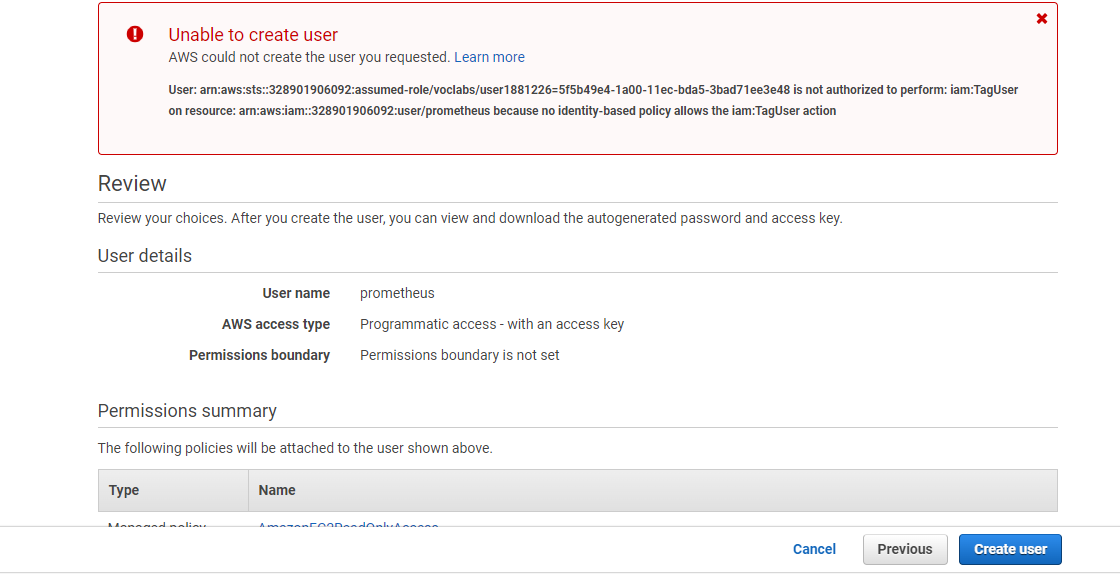 Unable to create user
AWS could not create the user you requested. Learn more
User: arn:aws:sts::328901906092:assumed-role/voclabs/user1881226=5f5b49e4-1a00-11ec-bda5-3bad71ee3e48 is not authorized to perform: iam:TagUser
on resource: arn:aws:iam::328901906092:user/prometheus because no identity-based policy allows the iam:TagUser action
Review
Review your choices. After you create the user, you can view and download the autogenerated password and access key.
User details
User name prometheus
AWS access type Programmatic access - with an access key
Permissions boundary Permissions boundary is not set
Permissions summary
The following policies will be attached to the user shown above.
Type Name
Managed policy AmazonEC2ReadOnlyAccess
Cancel Previous Create user